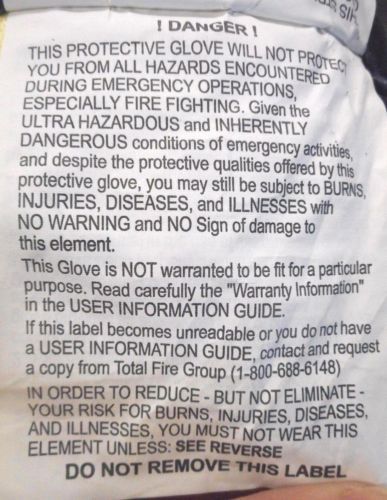 ! DANGER !
THIS PROTECTIVE GLOVE WILL NOT PROTECT
YOU FROM ALL HAZARDS ENCOUNTERED
DURING EMERGENCY OPERATIONS,
ESPECIALLY FIRE FIGHTING. Given the
ULTRA HAZARDOUS and INHERENTLY
DANGEROUS conditions of emergency activities,
and despite the protective qualities offered by this
protective glove, you may still be subject to BURNS,
INJURIES, DISEASES, and ILLNESSES with
NO WARNING and NO Sign of damage to
this element.
This Glove is NOT warranted to be fit for a particular
purpose. Read carefully the "Warranty Information"
in the USER INFORMATION GUIDE.
If this label becomes unreadable or you do not have
a USER INFORMATION GUIDE, contact and request
a copy from Total Fire Group (1-800-688-6148)
IN ORDER TO REDUCE - BUT NOT ELIMINATE -
YOUR RISK FOR BURNS, INJURIES, DISEASES,
AND ILLNESSES, YOU MUST NOT WEAR THIS
ELEMENT UNLESS: SEE REVERSE
DO NOT REMOVE THIS LABEL